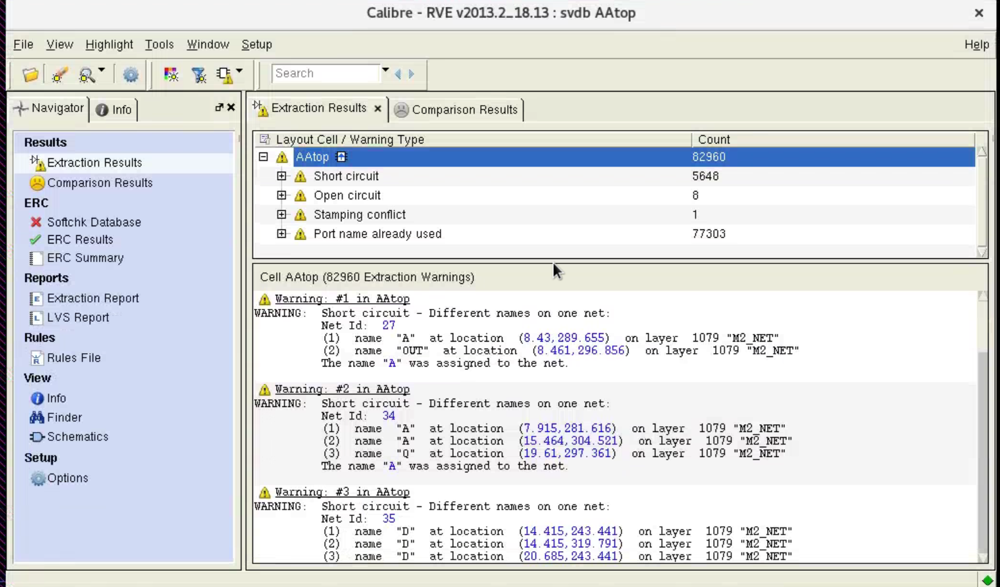 Calibre - RVE v2013.2_18.13 : svdb AAtop
File View Highlight Tools Window Setup Help
Search
Navigator Info
Results
Extraction Results
Comparison Results
ERC
Softchk Database
ERC Results
ERC Summary
Reports
Extraction Report
LVS Report
Rules
Rules File
View
Info
Finder
Schematics
Setup
Options
Extraction Results Comparison Results
Layout Cell / Warning Type Count
AAtop 82960
Short circuit 5648
Open circuit 8
Stamping conflict 1
Port name already used 77303
Cell AAtop (82960 Extraction Warnings)
Warning: #1 in AAtop
WARNING: Short circuit - Different names on one net:
Net Id: 27
(1) name "A" at location (8.43,289.655) on layer 1079 "M2_NET"
(2) name "OUT" at location (8.461,296.856) on layer 1079 "M2_NET"
The name "A" was assigned to the net.
Warning: #2 in AAtop
WARNING: Short circuit - Different names on one net:
Net Id: 34
(1) name "A" at location (7.915,281.616) on layer 1079 "M2_NET"
(2) name "A" at location (15.464,304.521) on layer 1079 "M2_NET"
(3) name "Q" at location (19.61,297.361) on layer 1079 "M2_NET"
The name "A" was assigned to the net.
Warning: #3 in AAtop
WARNING: Short circuit - Different names on one net:
Net Id: 35
(1) name "D" at location (14.415,243.441) on layer 1079 "M2_NET"
(2) name "D" at location (14.415,319.791) on layer 1079 "M2_NET"
(3) name "D" at location (20.685,243.441) on layer 1079 "M2_NET"